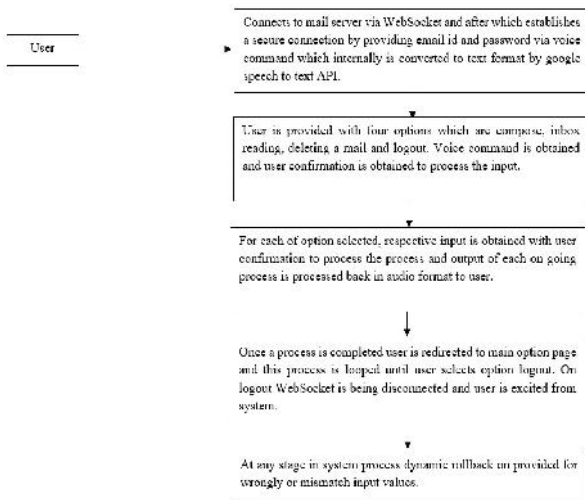 User
Connects to mail server via WebSocket and after which establishes
a secure connection by providing email id and password via voice
command which internally is converted to text format by google
speech to text API.
User is provided with four options which are compose, inbox
reading, deleting a mail and logout. Voice command is obtained
and user confirmation is obtained to process the input.
For each of option selected, respective input is obtained with user
confirmation to process the process and output of each on going
process is processed back in audio format to user.
Once a process is completed user is redirected to main option page
and this process is looped until user selects option logout. On
logout WebSocket is being disconnected and user is excited from
system.
At any stage in system process dynamic rollback on provided for
wrongly or mismatch input values.